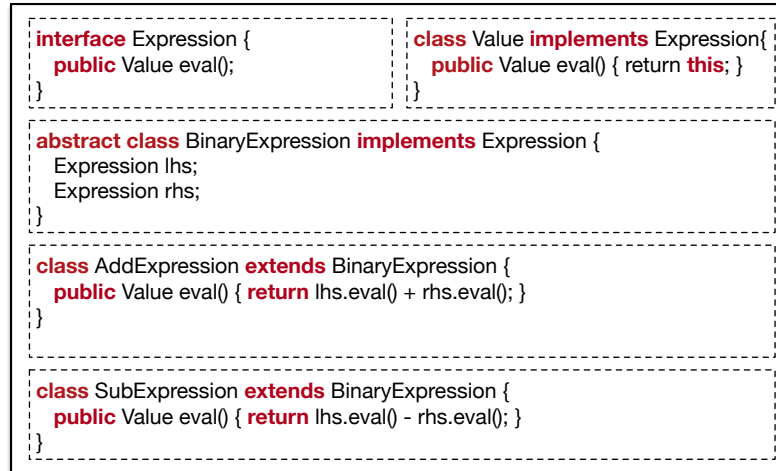 interface Expression {
public Value eval();
}
class Value implements Expression{
public Value eval() { return this; }
}
abstract class BinaryExpression implements Expression {
Expression lhs;
Expression rhs;
}
class AddExpression extends BinaryExpression {
public Value eval() { return lhs.eval() + rhs.eval(); }
}
class SubExpression extends BinaryExpression {
public Value eval() { return lhs.eval() - rhs.eval(); }
}